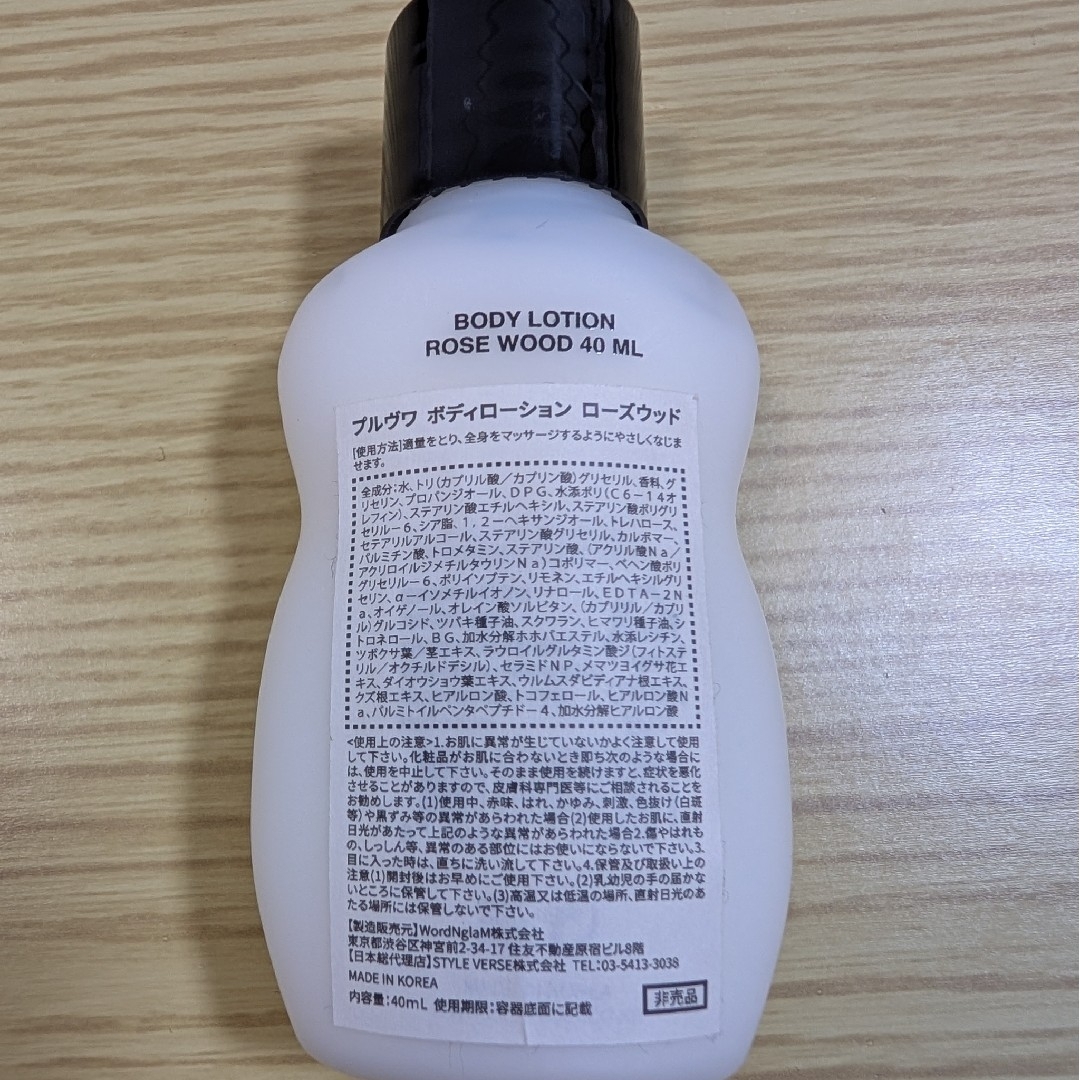 BODY LOTION
ROSE WOOD 40 ML
プルヴワ ボディローション ローズウッド
[使用方法]適量をとり、全身をマッサージするようにやさしくなじま
せます。
全成分:水、トリ(カプリル酸/カプリン酸)グリセリル、香料、グ
リセリン、プロパンジオール、DPG、水添ポリ(C6-14オ
レフィン)、ステアリン酸エチルヘキシル、ステアリン酸ポリグリ
セリル-6、シア脂、1,2-ヘキサンジオール、トレハロース、
セテアリルアルコール、ステアリン酸グリセリル、カルボマー、
パルミチン酸、トロメタミン、ステアリン酸、(アクリル酸Na/
アクリロイルジメチルタウリンNa)コポリマー、ベヘン酸ポリ
グリセリル-6、ポリイソブテン、リモネン、エチルヘキシルグリ
セリン、α-イソメチルイオノン、リナロール、EDTA-2N
a、オイゲノール、オレイン酸ソルビタン、(カプリリル/カプリ
ル)グルコシド、ツバキ種子油、スクワラン、ヒマワリ種子油、シ
トロネロール、BG、加水分解ホホバエステル、水添レシチン、
ツボクサ葉/茎エキス、ラウロイルグルタミン酸ジ(フィトステ
リル/オクチルドデシル)、セラミドNP、メマツヨイグサ花エ
キス、ダイオウショウ葉エキス、ウルムスダビディアナ根エキス、
クズ根エキス、ヒアルロン酸、トコフェロール、ヒアルロン酸N
a、パルミトイルペンタペプチド-4、加水分解ヒアルロン酸
<使用上の注意>1.お肌に異常が生じていないかよく注意して使用
して下さい。化粧品がお肌に合わないとき即ち次のような場合に
は、使用を中止して下さい。そのまま使用を続けますと、症状を悪化
させることがありますので、皮膚科専門医等にご相談されることを
お勧めします。(1)使用中、赤味、はれ、かゆみ、刺激、色抜け(白斑
等)や黒ずみ等の異常があらわれた場合(2)使用したお肌に、直射
日光があたって上記のような異常があらわれた場合2.傷やはれも
の、しっしん等、異常のある部位にはお使いにならないで下さい。3.
目に入った時は、直ちに洗い流して下さい。4.保管及び取扱い上の
注意(1)開封後はお早めにご使用下さい。(2)乳幼児の手の届かな
いところに保管して下さい。(3)高温又は低温の場所、直射日光のあ
たる場所には保管しないで下さい。
【製造販売元】WordNglaM株式会社
東京都渋谷区神宮前2-34-17 住友不動産原宿ビル8階
【日本総代理店】STYLE VERSE株式会社 TEL:03-5413-3038
MADE IN KOREA
内容量:40mL 使用期限:容器底面に記載
非売品